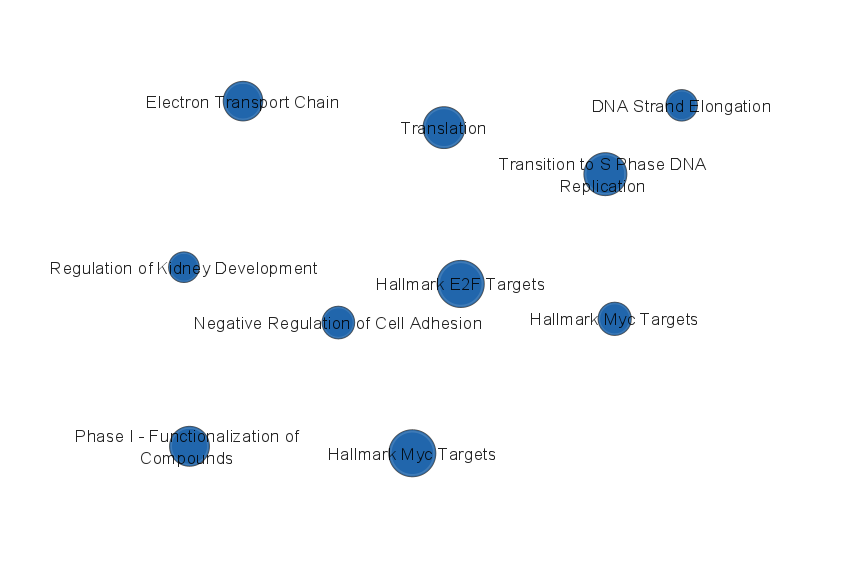 Electron Transport Chain
Translation
DNA Strand Elongation
Transition to S Phase DNA
Replication
Regulation of Kidney Development
Hallmark E2F Targets
Negative Regulation of Cell Adhesion
Hallmark Myc Targets
Phase I - Functionalization of
Compounds
Hallmark Myc Targets